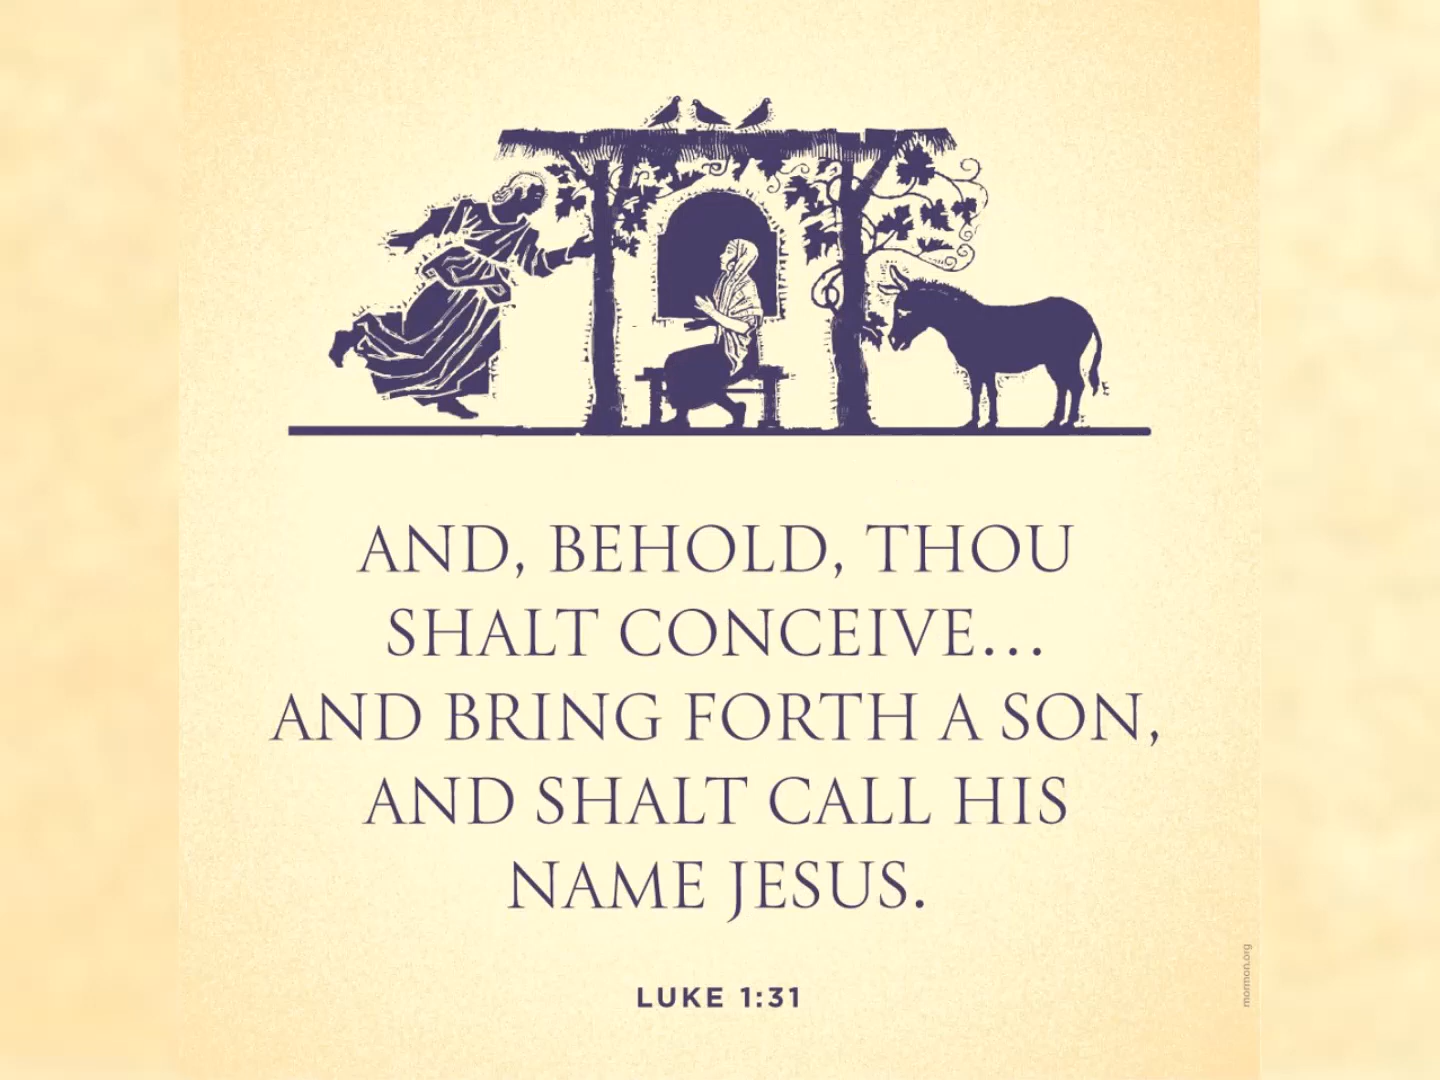 AND, BEHOLD, THOU
SHALT CONCEIVE...
AND BRING FORTH A SON,
AND SHALT CALL HIS
NAME JESUS.
LUKE 1:31
mormon.org